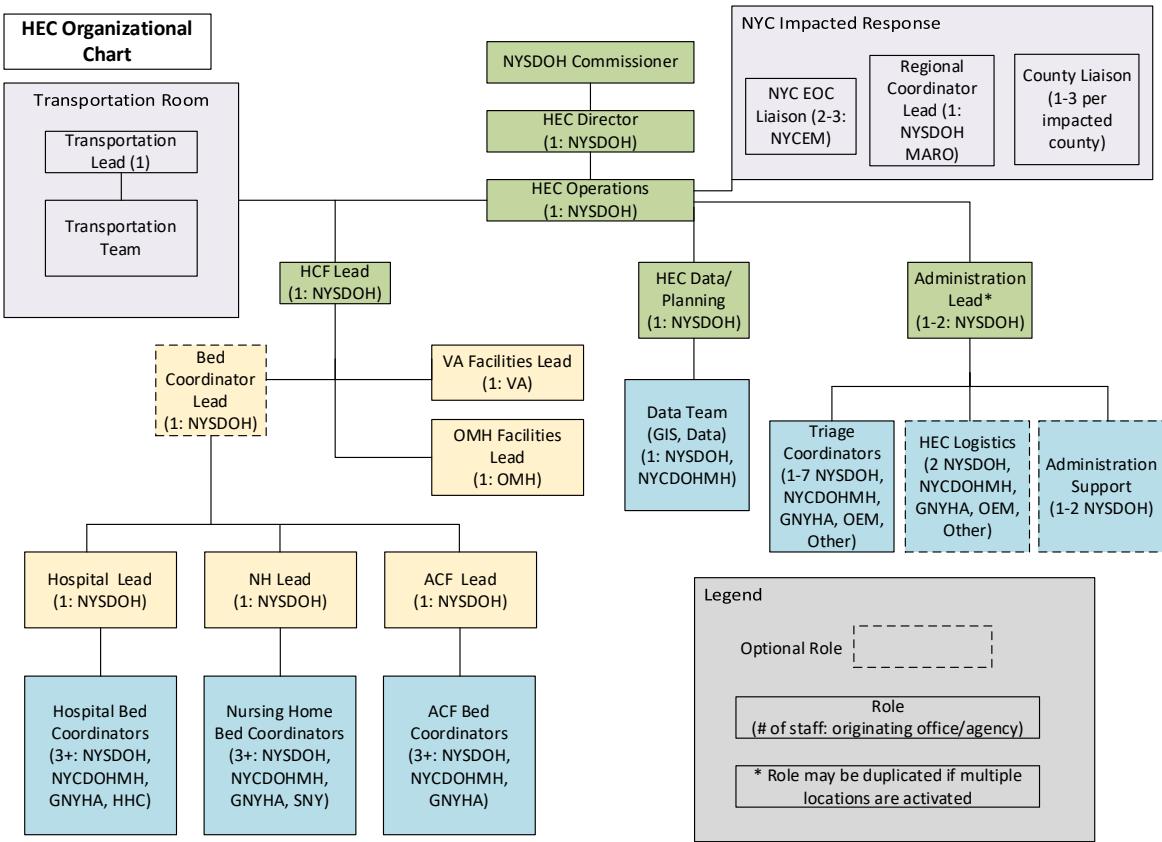 HEC Organizational
Chart
NYSDOH Commissioner
HEC Director
(1: NYSDOH)
HEC Operations
(1: NYSDOH)
NYC Impacted Response
NYC EOC
Liaison (2-3:
NYCEM)
Regional
Coordinator
Lead (1:
NYSDOH
MARO)
County Liaison
(1-3 per
impacted
county)
Transportation Room
Transportation
Lead (1)
Transportation
Team
HCF Lead
(1: NYSDOH)
HEC Data/
Planning
(1: NYSDOH)
Administration
Lead*
(1-2: NYSDOH)
Bed
Coordinator
Lead
(1: NYSDOH)
VA Facilities Lead
(1: VA)
OMH Facilities
Lead
(1: OMH)
Data Team
(GIS, Data)
(1: NYSDOH,
NYCDOHMH)
Triage
Coordinators
(1-7 NYSDOH,
NYCDOHMH,
GNYHA, OEM,
Other)
HEC Logistics
(2 NYSDOH,
NYCDOHMH,
GNYHA, OEM,
Other)
Administration
Support
(1-2 NYSDOH)
Hospital Lead
(1: NYSDOH)
NH Lead
(1: NYSDOH)
ACF Lead
(1: NYSDOH)
Hospital Bed
Coordinators
(3+: NYSDOH,
NYCDOHMH,
GNYHA, HHC)
Nursing Home
Bed Coordinators
(3+: NYSDOH,
NYCDOHMH,
GNYHA, SNY)
ACF Bed
Coordinators
(3+: NYSDOH,
NYCDOHMH,
GNYHA)
Legend
Optional Role
Role
(# of staff: originating office/agency)
* Role may be duplicated if multiple
locations are activated